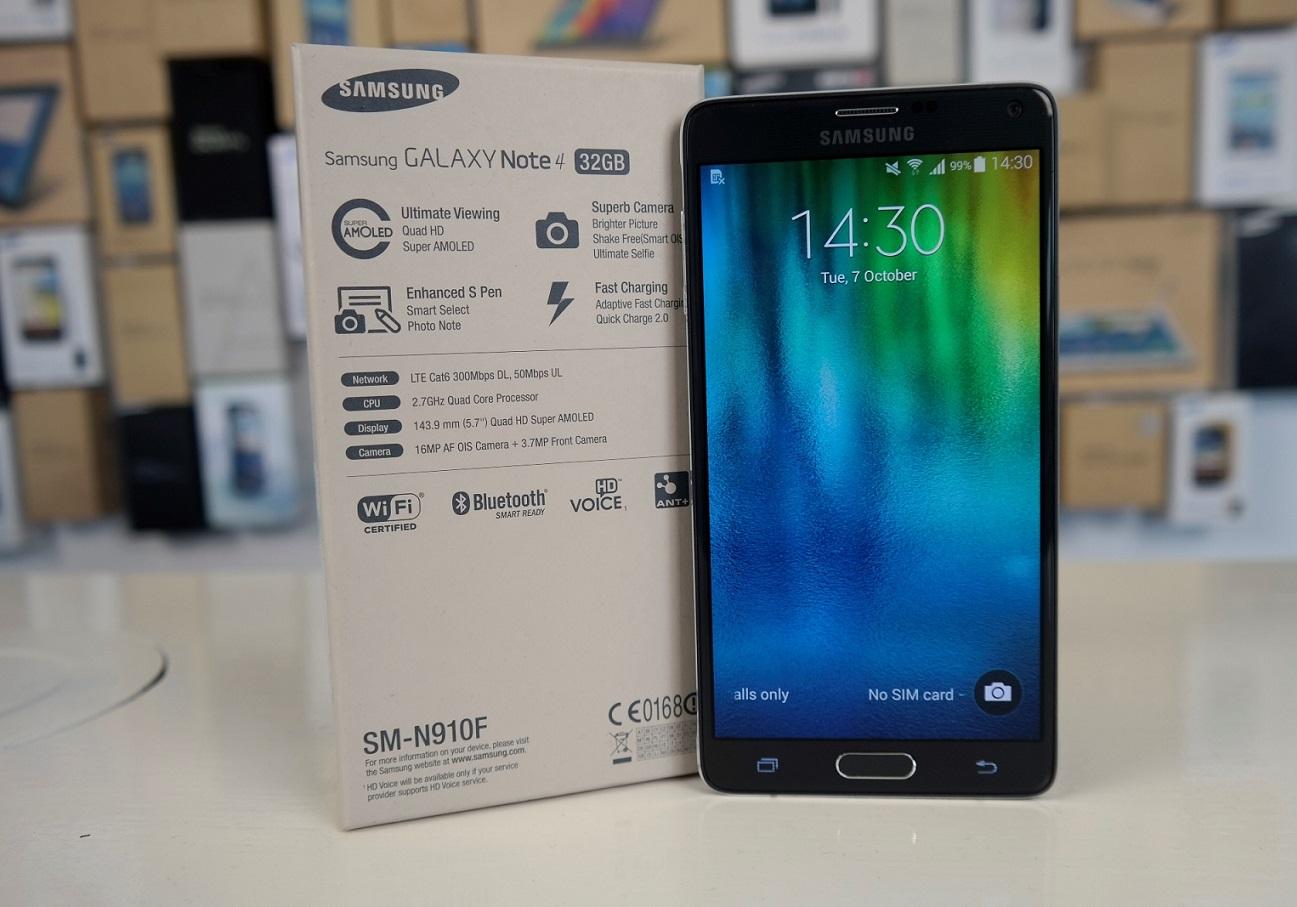 SAMSUNG
Samsung GALAXY Note 4 32GB
SUPER
AMOLED
Ultimate Viewing
Quad HD
Super AMOLED
Superb Camera
Brighter Picture
Shake Free(Smart OIS
Ultimate Selfie
Enhanced S Pen
Smart Select
Photo Note
Fast Charging
Adaptive Fast Chargin
Quick Charge 2.0
Network LTE Cat6 300Mbps DL, 50Mbps UL
CPU 2.7GHz Quad Core Processor
Display 143.9 mm (5.7") Quad HD Super AMOLED
Camera 16MP AF OIS Camera + 3.7MP Front Camera
Wi Fi®
CERTIFIED
Bluetooth®
SMART READY
HD™
VOICE1
ANT+
SM-N910F
For more information on your device, please visit
the Samsung website at www.samsung.com.
¹ HD Voice will be available only if your service
provider supports HD Voice service.
CE0168
SAMSUNG
99% 14:30
14:30
Tue, 7 October
alls only
No SIM card -